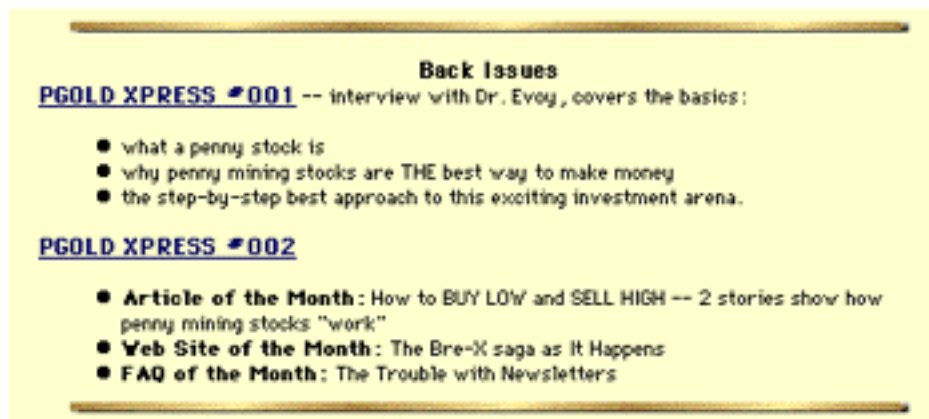 Back Issues
PGOLD XPRESS #001 -- interview with Dr. Evoy, covers the basics:
● what a penny stock is
● why penny mining stocks are THE best way to make money
● the step-by-step best approach to this exciting investment arena.
PGOLD XPRESS #002
● Article of the Month: How to BUY LOW and SELL HIGH -- 2 stories show how
penny mining stocks "work"
● Web Site of the Month: The Bre-X saga as It Happens
● FAQ of the Month: The Trouble with Newsletters